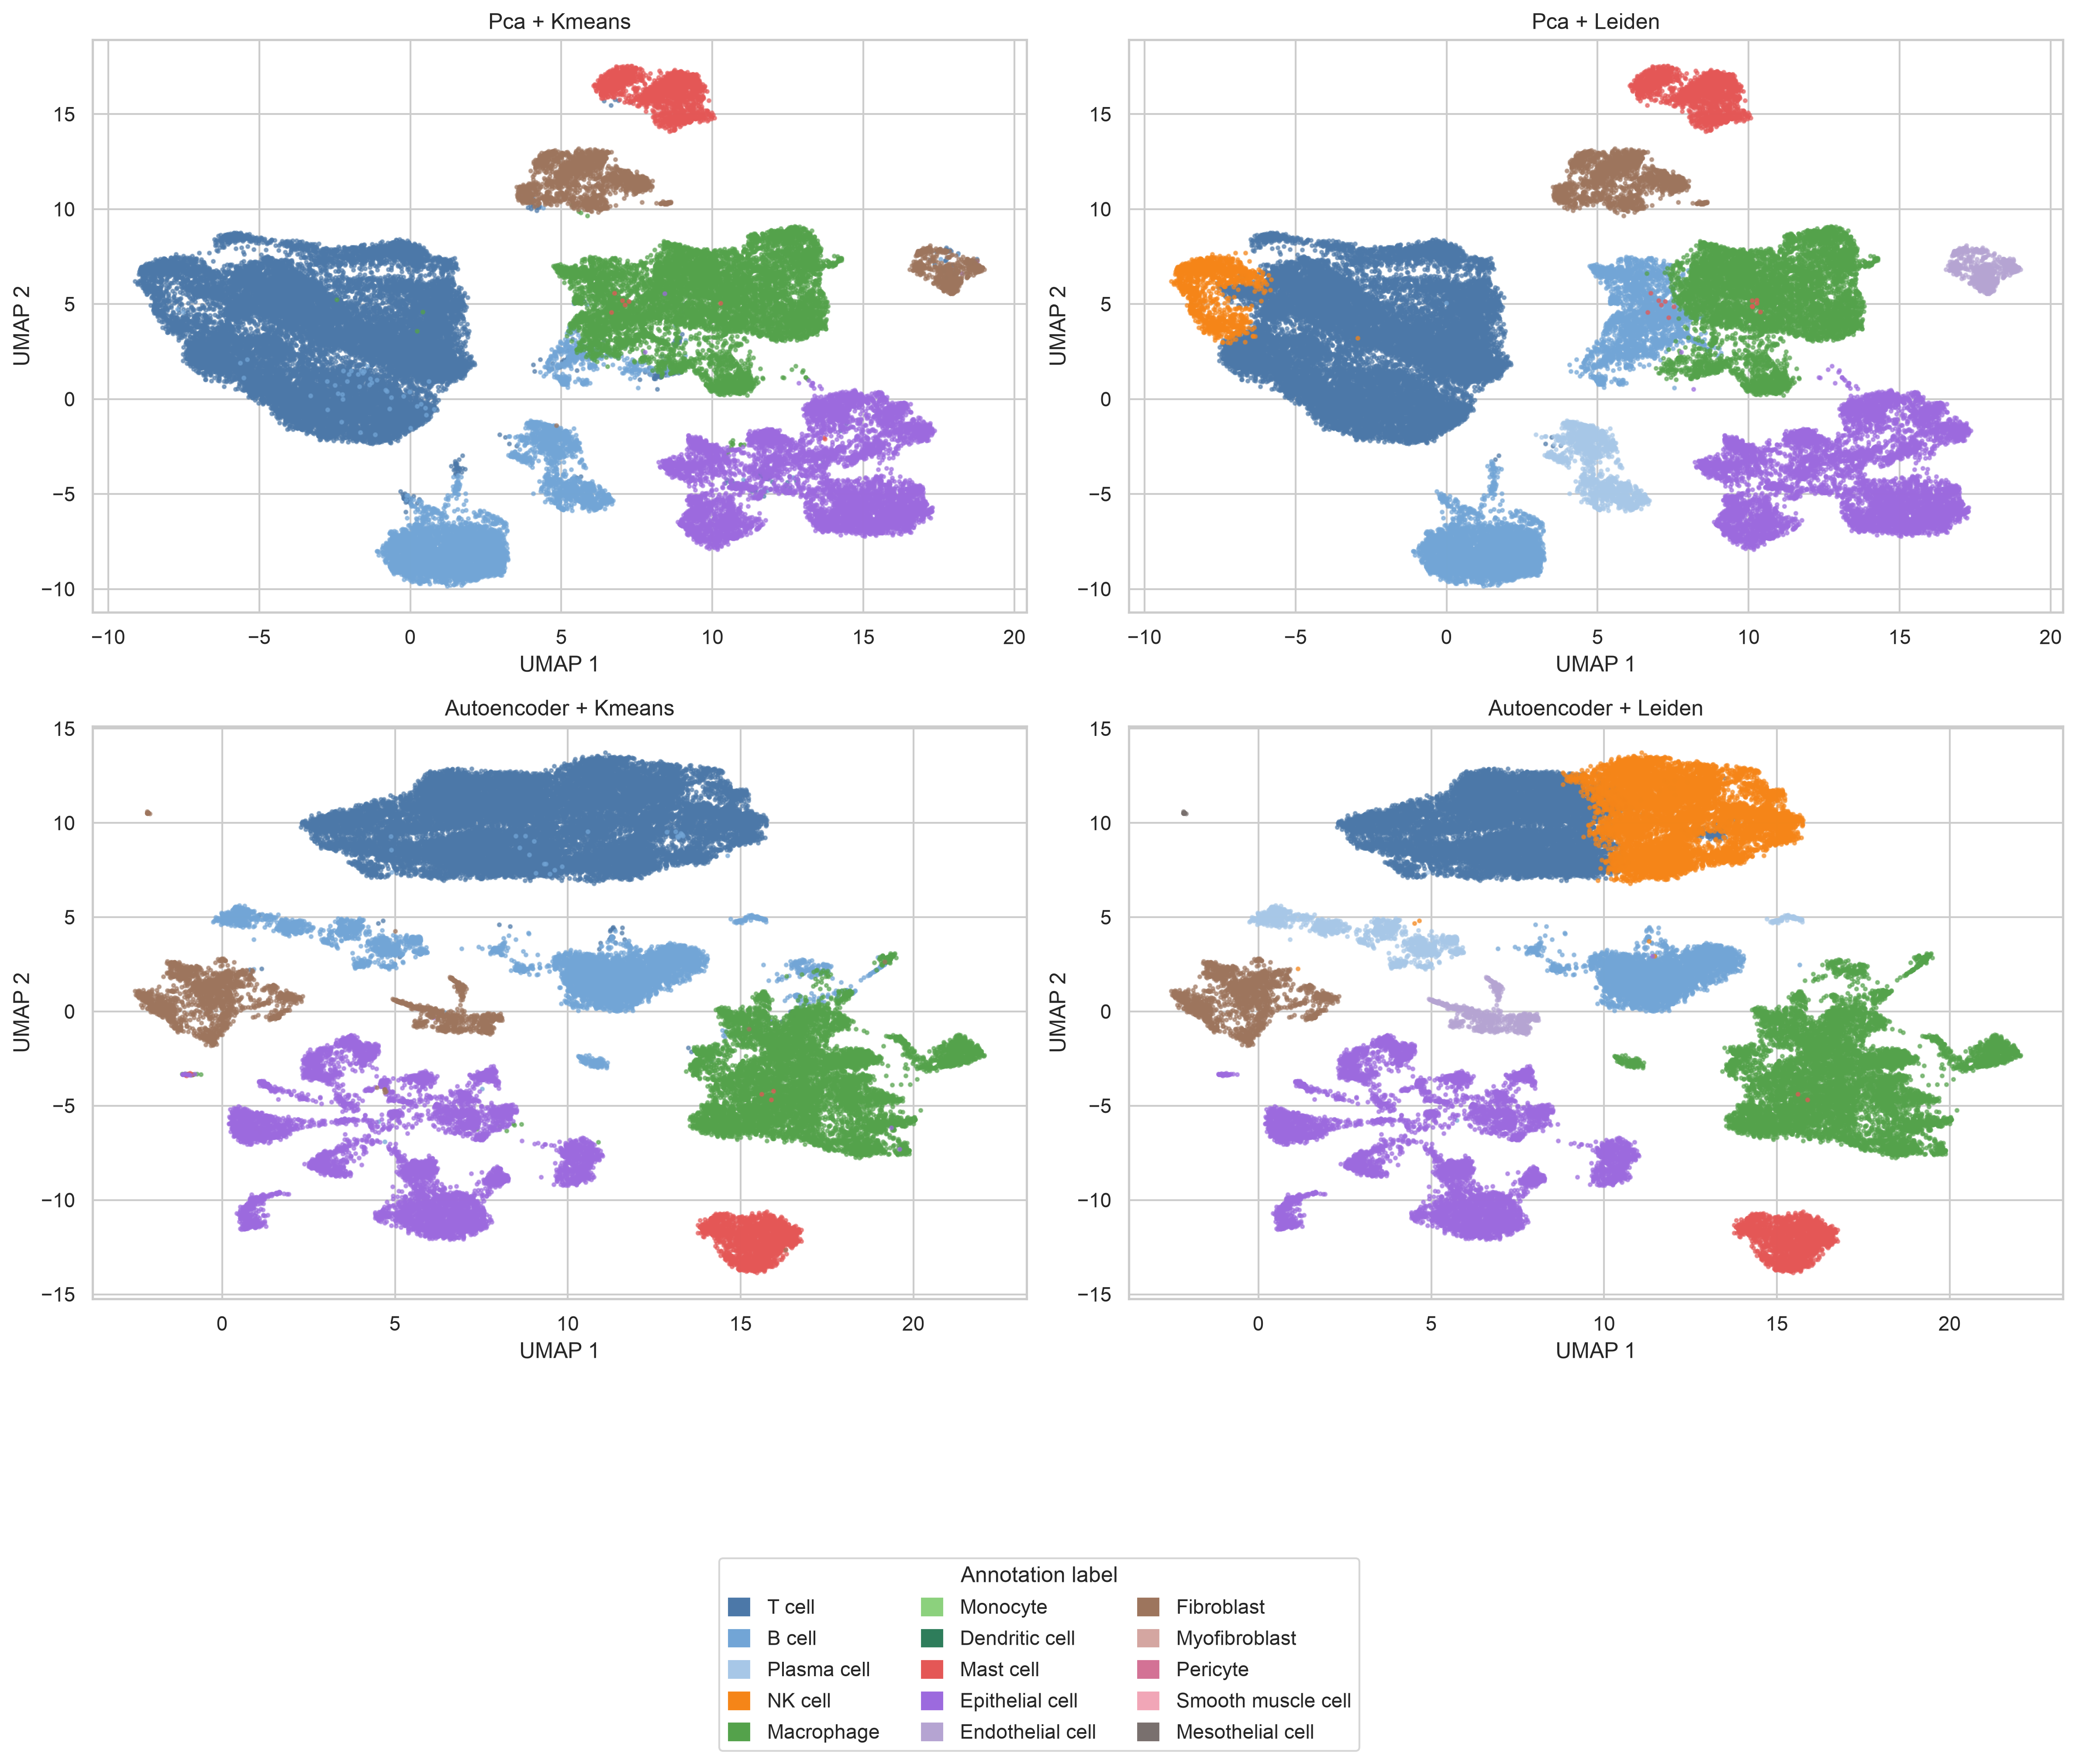 Pca + Kmeans
Pca + Leiden
15
10
5
0
−5
−10
UMAP 2
−10 −5 0 5 10 15 20
UMAP 1
15
10
5
0
−5
−10
UMAP 2
−10 −5 0 5 10 15 20
UMAP 1
Autoencoder + Kmeans
Autoencoder + Leiden
15
10
5
0
−5
−10
−15
UMAP 2
0 5 10 15 20
UMAP 1
15
10
5
0
−5
−10
−15
UMAP 2
0 5 10 15 20
UMAP 1
Annotation label
T cell
B cell
Plasma cell
NK cell
Macrophage
Monocyte
Dendritic cell
Mast cell
Epithelial cell
Endothelial cell
Fibroblast
Myofibroblast
Pericyte
Smooth muscle cell
Mesothelial cell